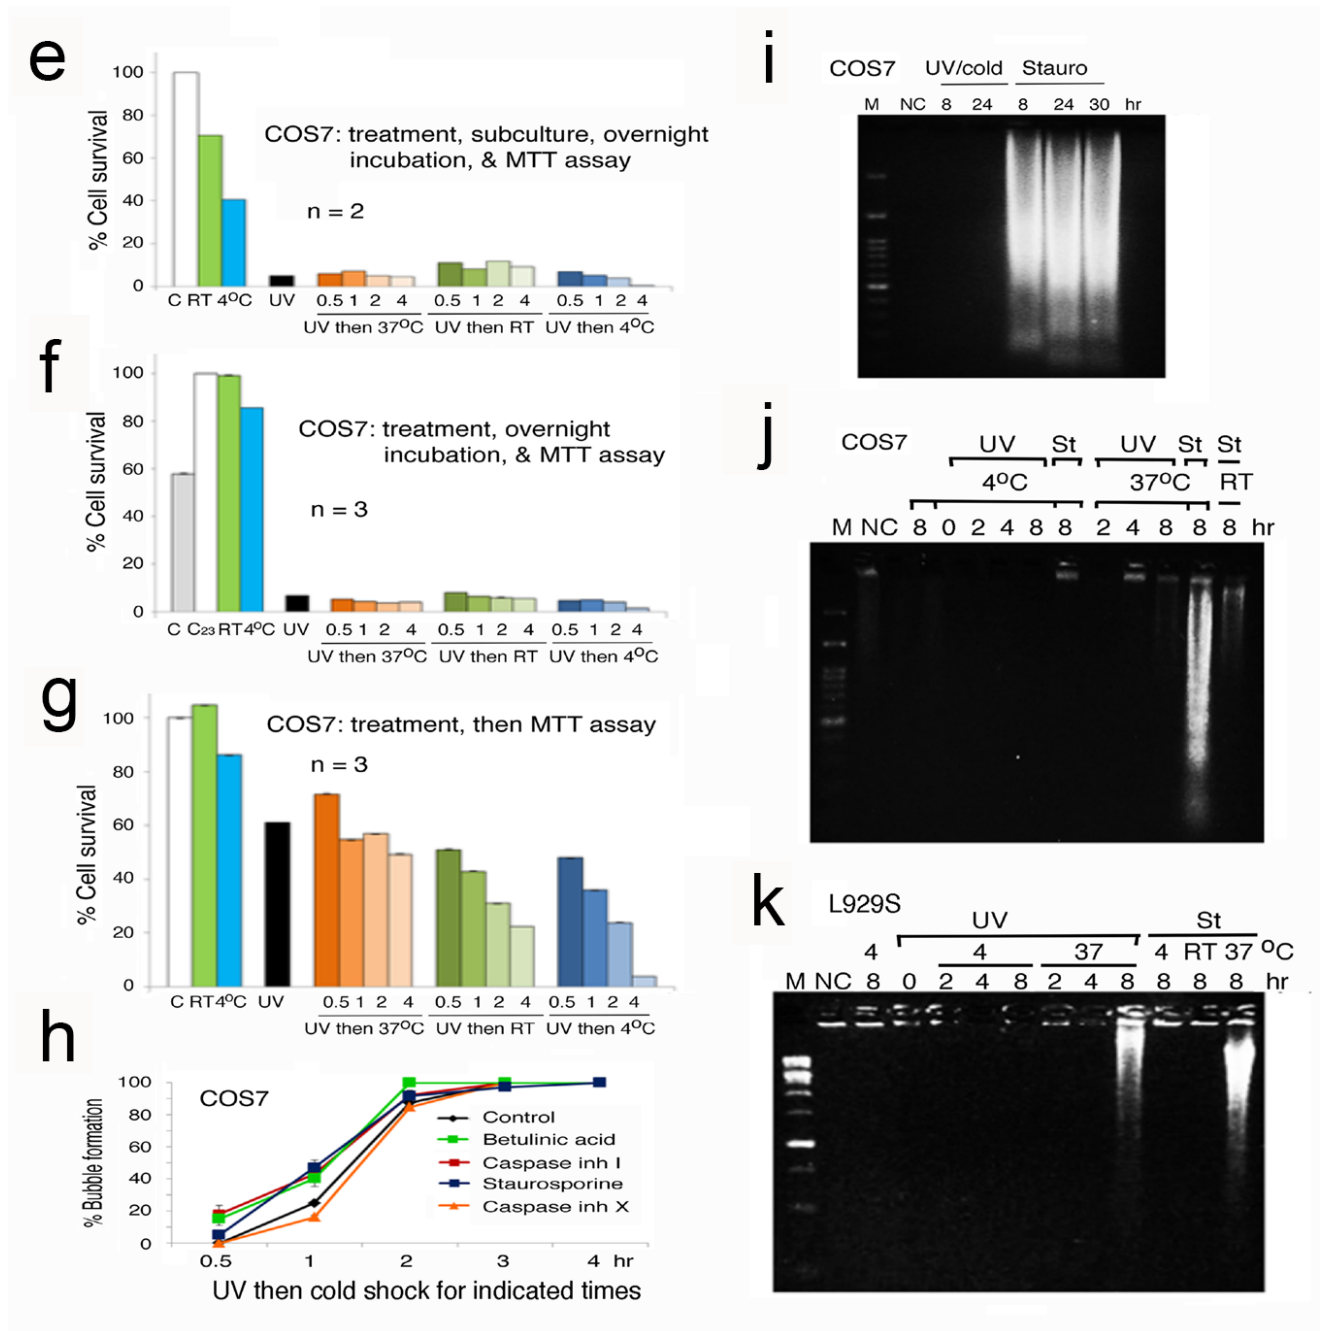 e
100
80
60
40
20
0
% Cell survival
COS7: treatment, subculture, overnight
incubation, & MTT assay
n = 2
C RT 4ºC UV 0.5 1 2 4 0.5 1 2 4 0.5 1 2 4
UV then 37ºC UV then RT UV then 4ºC
f
100
80
60
40
20
0
% Cell survival
COS7: treatment, overnight
incubation, & MTT assay
n = 3
C C23 RT 4ºC UV 0.5 1 2 4 0.5 1 2 4 0.5 1 2 4
UV then 37ºC UV then RT UV then 4ºC
g
100
80
60
40
20
0
% Cell survival
COS7: treatment, then MTT assay
n = 3
C RT 4ºC UV 0.5 1 2 4 0.5 1 2 4 0.5 1 2 4
UV then 37ºC UV then RT UV then 4ºC
h
100
80
60
40
20
0
% Bubble formation
COS7
Control
Betulinic acid
Caspase inh I
Staurosporine
Caspase inh X
0.5 1 2 3 4 hr
UV then cold shock for indicated times
i
COS7 UV/cold Stauro
M NC 8 24 8 24 30 hr
j
COS7 UV St UV St St
4ºC 37ºC RT
M NC 8 0 2 4 8 8 2 4 8 8 8 hr
k
L929S
UV St
4 4 37 4 RT 37 ºC
M NC 8 0 2 4 8 2 4 8 8 8 8 hr